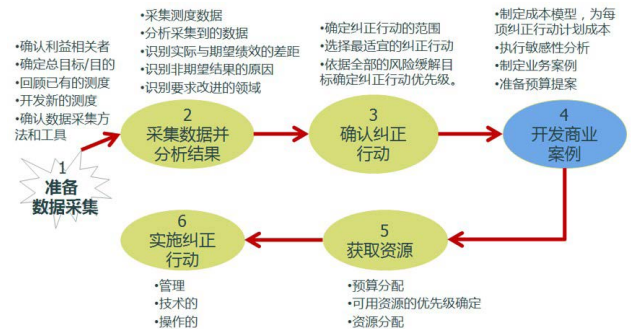 •确认利益相关者
•确定总目标/目的
•回顾已有的测度
•开发新的测度
•确认数据采集方
法和工具
1
准备
数据采集
•采集测度数据
•分析采集到的数据
•识别实际与期望绩效的差距
•识别非期望结果的原因
•识别要求改进的领域
2
采集数据并
分析结果
•确定纠正行动的范围
•选择最适宜的纠正行动
•依据全部的风险缓解目
标确定纠正行动优先级。
3
确认纠正
行动
•制定成本模型，为每
项纠正行动计划成本
•执行敏感性分析
•制定业务案例
•准备预算提案
4
开发商业
案例
5
获取资源
•预算分配
•可用资源的优先级确定
•资源分配
6
实施纠正
行动
•管理
•技术的
•操作的